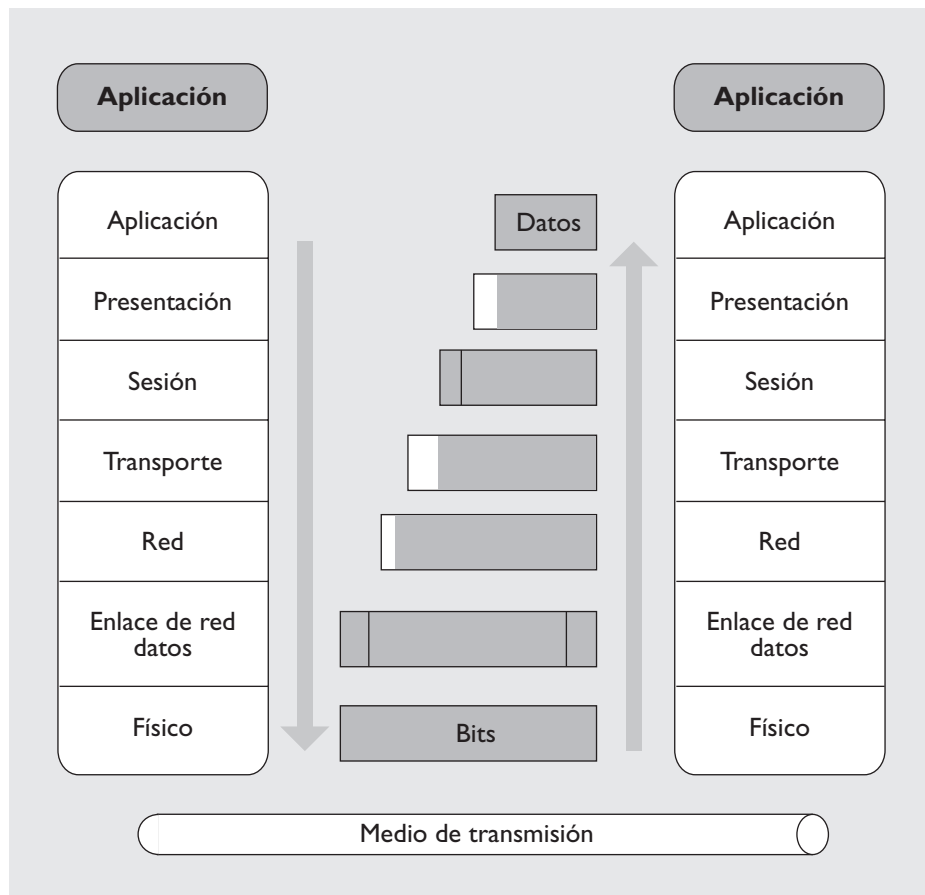 Aplicación
Aplicación
Aplicación
Datos
Aplicación
Presentación
Presentación
Sesión
Sesión
Transporte
Transporte
Red
Red
Enlace de red
datos
Enlace de red
datos
Físico
Bits
Físico
Medio de transmisión